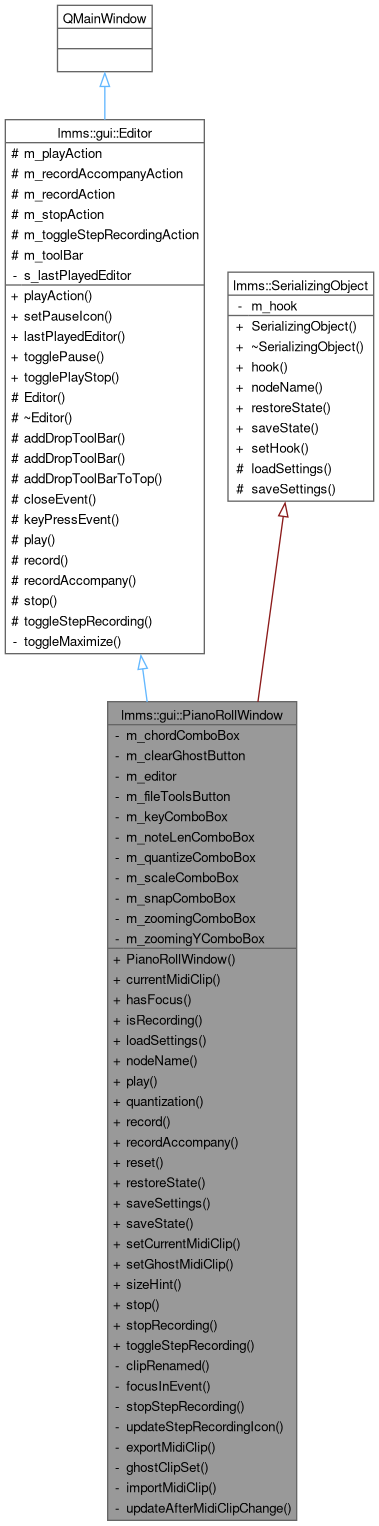 QMainWindow
lmms::gui::Editor
# m_playAction
# m_recordAccompanyAction
# m_recordAction
# m_stopAction
# m_toggleStepRecordingAction
# m_toolBar
- s_lastPlayedEditor
+ playAction()
+ setPauseIcon()
+ lastPlayedEditor()
+ togglePause()
+ togglePlayStop()
# Editor()
# ~Editor()
# addDropToolBar()
# addDropToolBar()
# addDropToolBarToTop()
# closeEvent()
# keyPressEvent()
# play()
# record()
# recordAccompany()
# stop()
# toggleStepRecording()
- toggleMaximize()
lmms::SerializingObject
- m_hook
+ SerializingObject()
+ ~SerializingObject()
+ hook()
+ nodeName()
+ restoreState()
+ saveState()
+ setHook()
# loadSettings()
# saveSettings()
lmms::gui::PianoRollWindow
- m_chordComboBox
- m_clearGhostButton
- m_editor
- m_fileToolsButton
- m_keyComboBox
- m_noteLenComboBox
- m_quantizeComboBox
- m_scaleComboBox
- m_snapComboBox
- m_zoomingComboBox
- m_zoomingYComboBox
+ PianoRollWindow()
+ currentMidiClip()
+ hasFocus()
+ isRecording()
+ loadSettings()
+ nodeName()
+ play()
+ quantization()
+ record()
+ recordAccompany()
+ reset()
+ restoreState()
+ saveSettings()
+ saveState()
+ setCurrentMidiClip()
+ setGhostMidiClip()
+ sizeHint()
+ stop()
+ stopRecording()
+ toggleStepRecording()
- clipRenamed()
- focusInEvent()
- stopStepRecording()
- updateStepRecordingIcon()
- exportMidiClip()
- ghostClipSet()
- importMidiClip()
- updateAfterMidiClipChange()